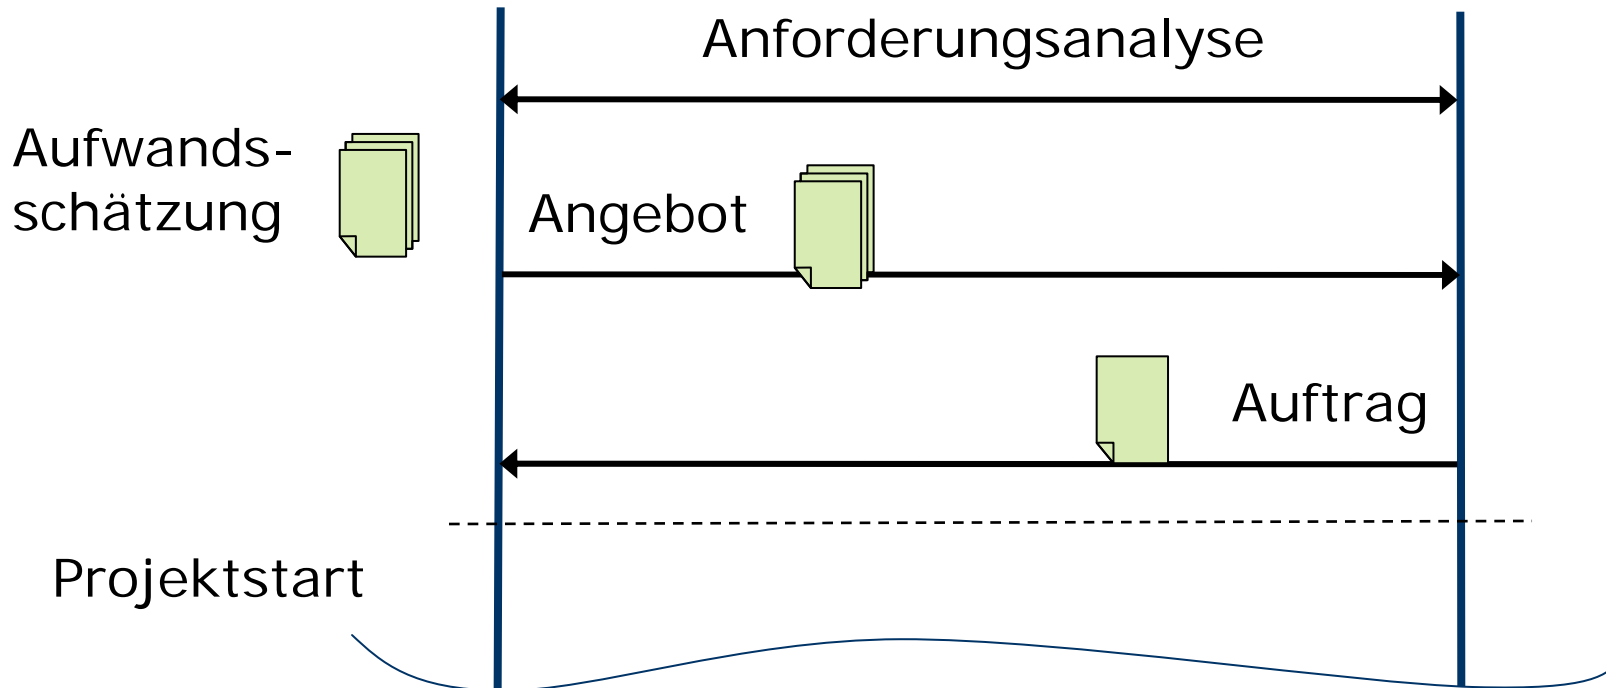 Anforderungsanalyse
Aufwands-
schätzung
Angebot
Auftrag
Projektstart